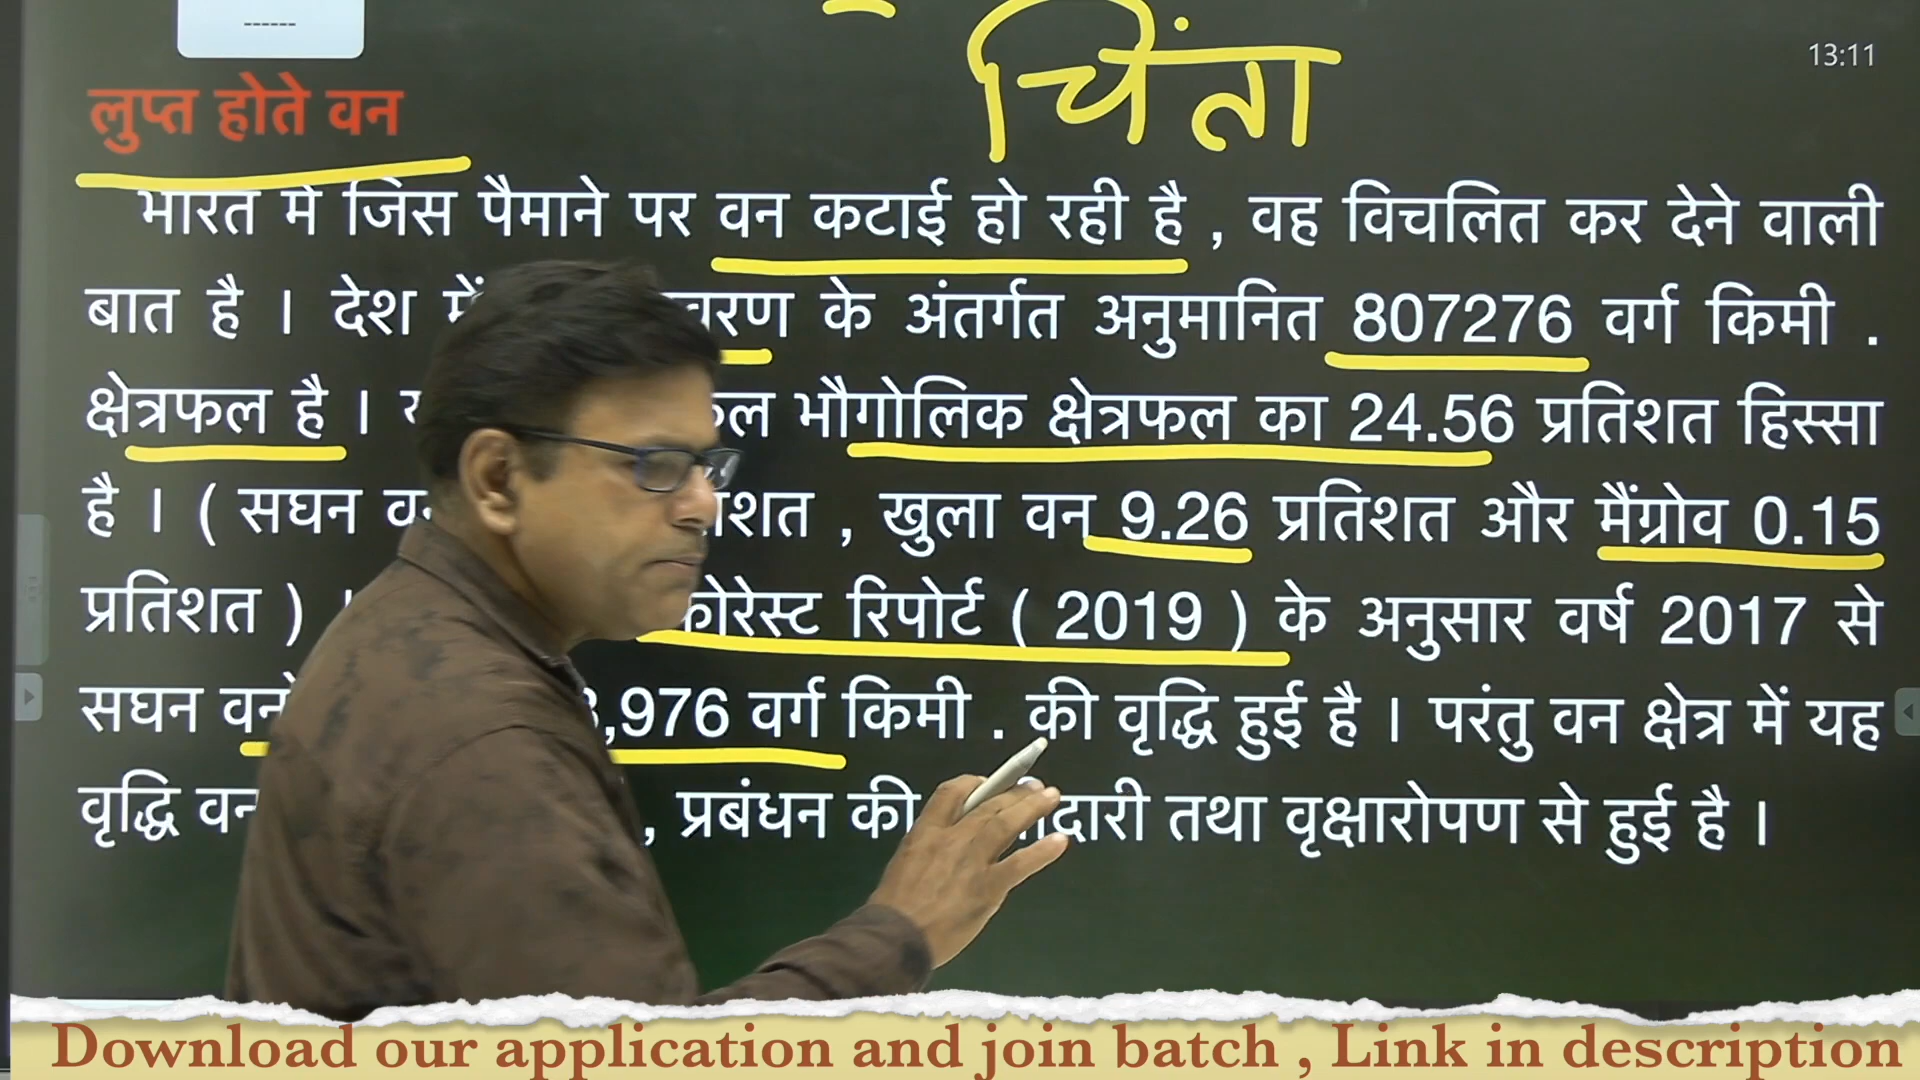 ------
चिंता
13:11
लुप्त होते वन
भारत में जिस पैमाने पर वन कटाई हो रही है , वह विचलित कर देने वाली
बात है । देश में के अंतर्गत अनुमानित 807276 वर्ग किमी .
क्षेत्रफल है । भौगोलिक क्षेत्रफल का 24.56 प्रतिशत हिस्सा
है । ( सघन , खुला वन 9.26 प्रतिशत और मैंग्रोव 0.15
प्रतिशत ) । रिपोर्ट ( 2019 ) के अनुसार वर्ष 2017 से
सघन ,976 वर्ग किमी . की वृद्धि हुई है । परंतु वन क्षेत्र में यह
वृद्धि वन , प्रबंधन की तथा वृक्षारोपण से हुई है ।
Download our application and join batch , Link in description